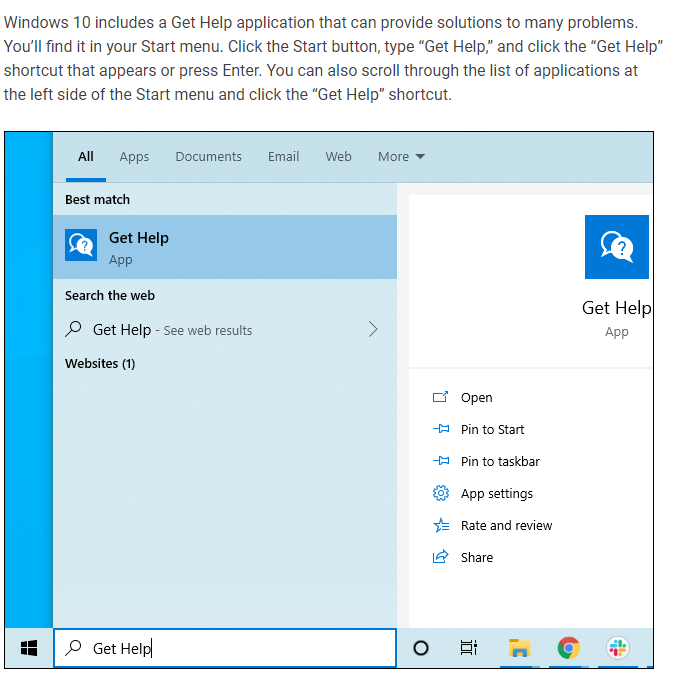 Windows 10 includes a Get Help application that can provide solutions to many problems.
You’ll find it in your Start menu. Click the Start button, type “Get Help,” and click the “Get Help”
shortcut that appears or press Enter. You can also scroll through the list of applications at
the left side of the Start menu and click the “Get Help” shortcut.
All Apps Documents Email Web More
Best match
Get Help
App
Search the web
Get Help - See web results
Websites (1)
Get Help
App
Open
Pin to Start
Pin to taskbar
App settings
Rate and review
Share
Get Help